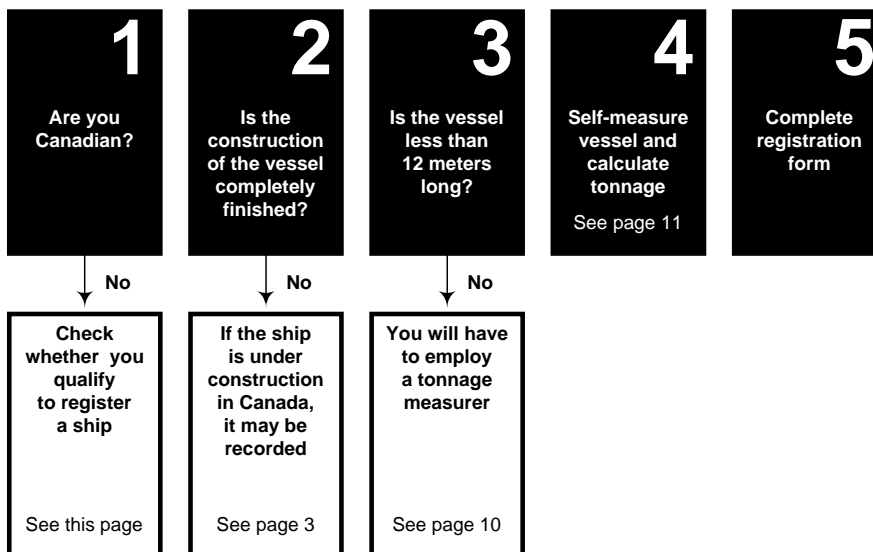 1
Are you
Canadian?
2
Is the
construction
of the vessel
completely
finished?
3
Is the vessel
less than
12 meters
long?
4
Self-measure
vessel and
calculate
tonnage
See page 11
5
Complete
registration
form
No
No
No
Check
whether you
qualify
to register
a ship
See this page
If the ship
is under
construction
in Canada,
it may be
recorded
See page 3
You will have
to employ
a tonnage
measurer
See page 10